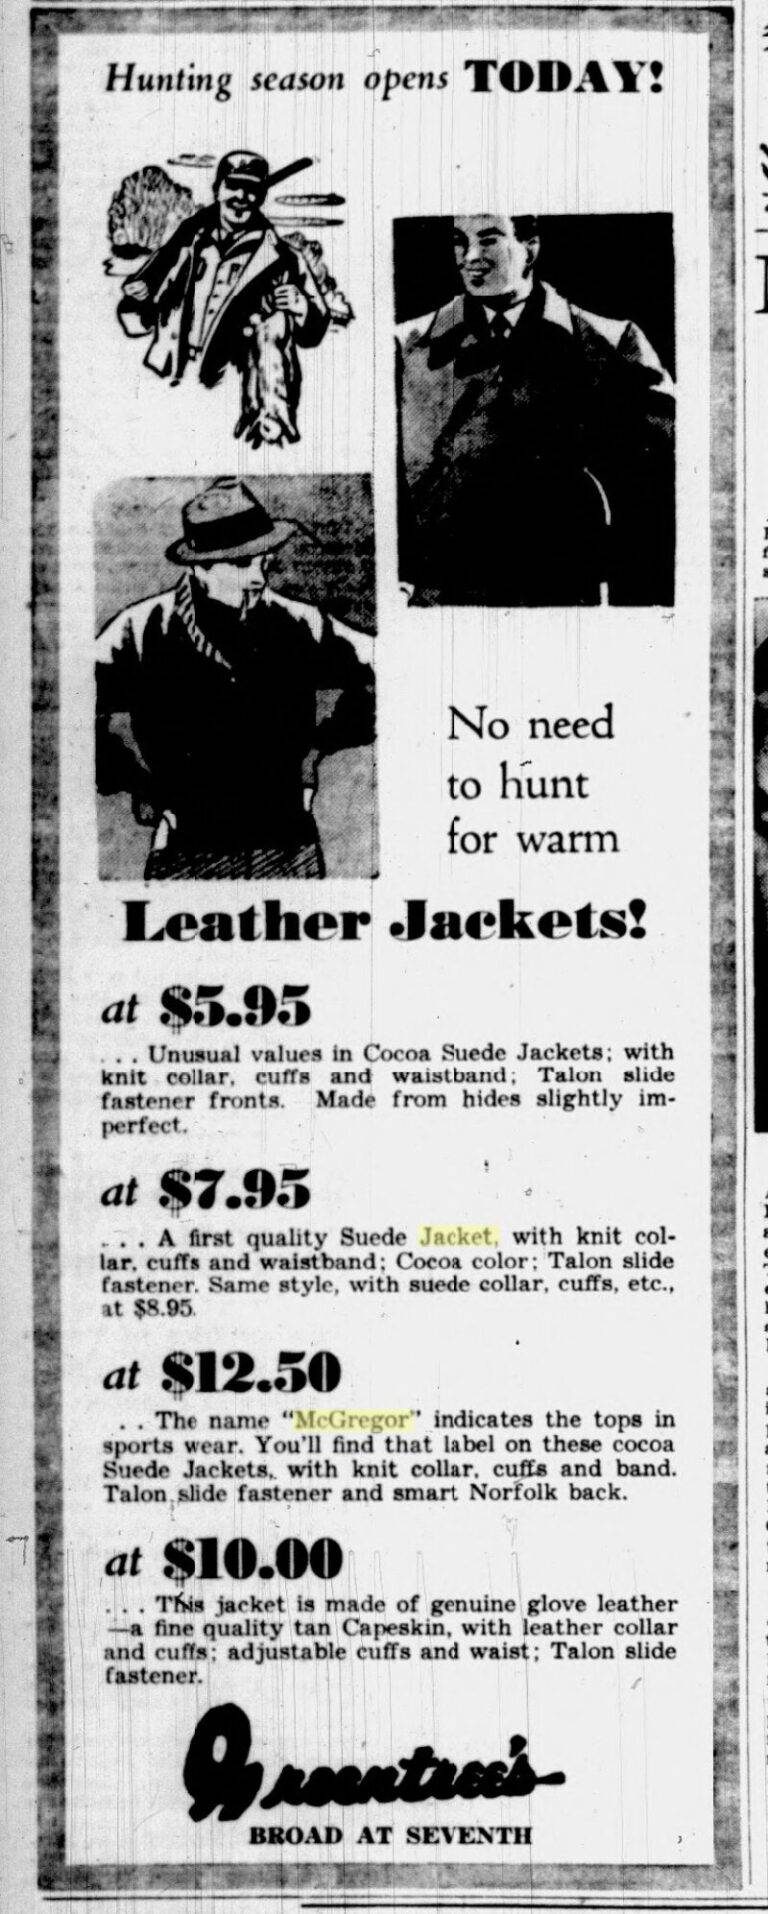 Hunting season opens TODAY!
No need
to hunt
for warm
Leather Jackets!
at $5.95
... Unusual values in Cocoa Suede Jackets; with
knit collar, cuffs and waistband; Talon slide
fastener fronts. Made from hides slightly im-
perfect.
at $7.95
... A first quality Suede Jacket, with knit col-
lar, cuffs and waistband; Cocoa color; Talon slide
fastener. Same style, with suede collar, cuffs, etc.,
at $8.95.
at $12.50
.. The name "McGregor" indicates the tops in
sports wear. You'll find that label on these cocoa
Suede Jackets, with knit collar, cuffs and band.
Talon slide fastener and smart Norfolk back.
at $10.00
... This jacket is made of genuine glove leather
—a fine quality tan Capeskin, with leather collar
and cuffs; adjustable cuffs and waist; Talon slide
fastener.
Greentree's
BROAD AT SEVENTH